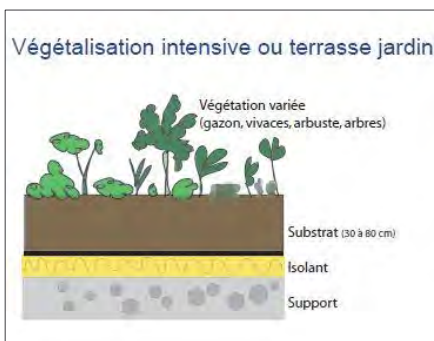 Végétalisation intensive ou terrasse jardin
Végétation variée
(gazon, vivaces, arbuste, arbres)
Substrat (30 à 80 cm)
Isolant
Support